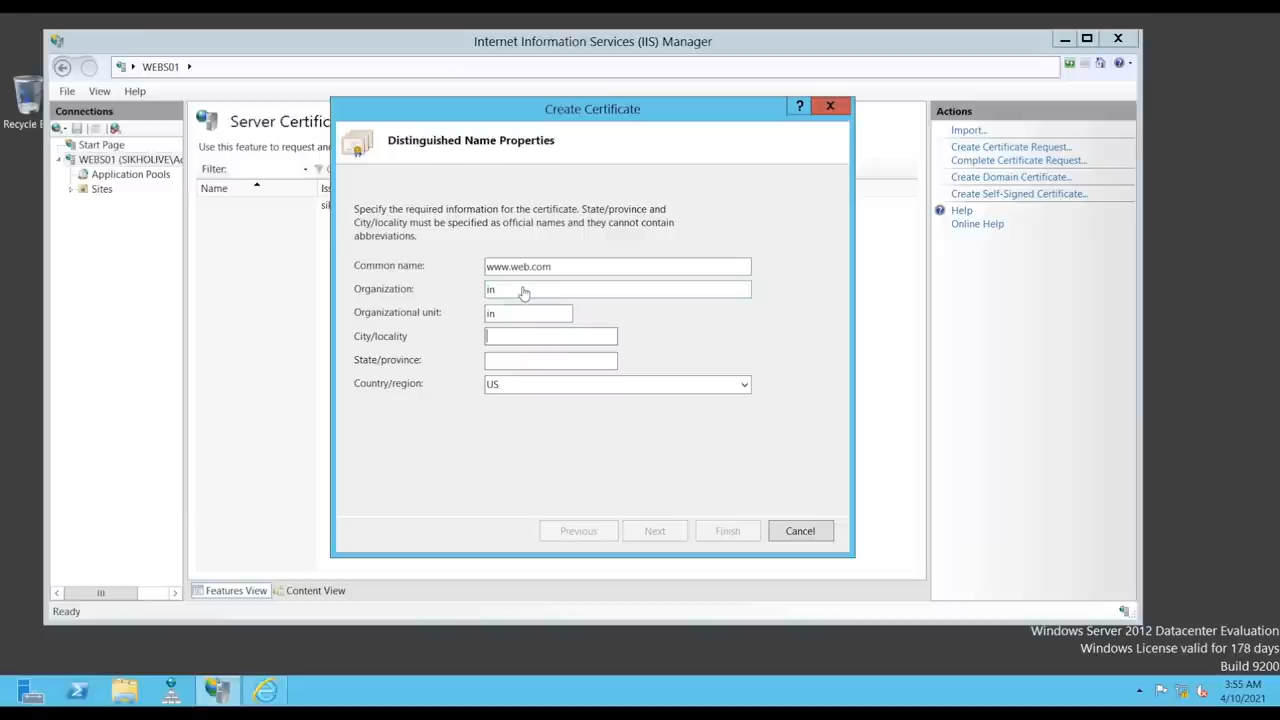 Internet Information Services (IIS) Manager
WEBS01
File View Help
Connections
Start Page
WEBS01 (SIKHOLIVE\Ad
Application Pools
Sites
Server Certific
Use this feature to request and
Filter:
Name
Iss
sik
Create Certificate
Distinguished Name Properties
Specify the required information for the certificate. State/province and
City/locality must be specified as official names and they cannot contain
abbreviations.
Common name: www.web.com
Organization: in
Organizational unit: in
City/locality
State/province:
Country/region: US
Previous Next Finish Cancel
Actions
Import...
Create Certificate Request...
Complete Certificate Request...
Create Domain Certificate...
Create Self-Signed Certificate...
Help
Online Help
Features View Content View
Ready
Recycle
Windows Server 2012 Datacenter Evaluation
Windows License valid for 178 days
Build 9200
3:55 AM
4/10/2021